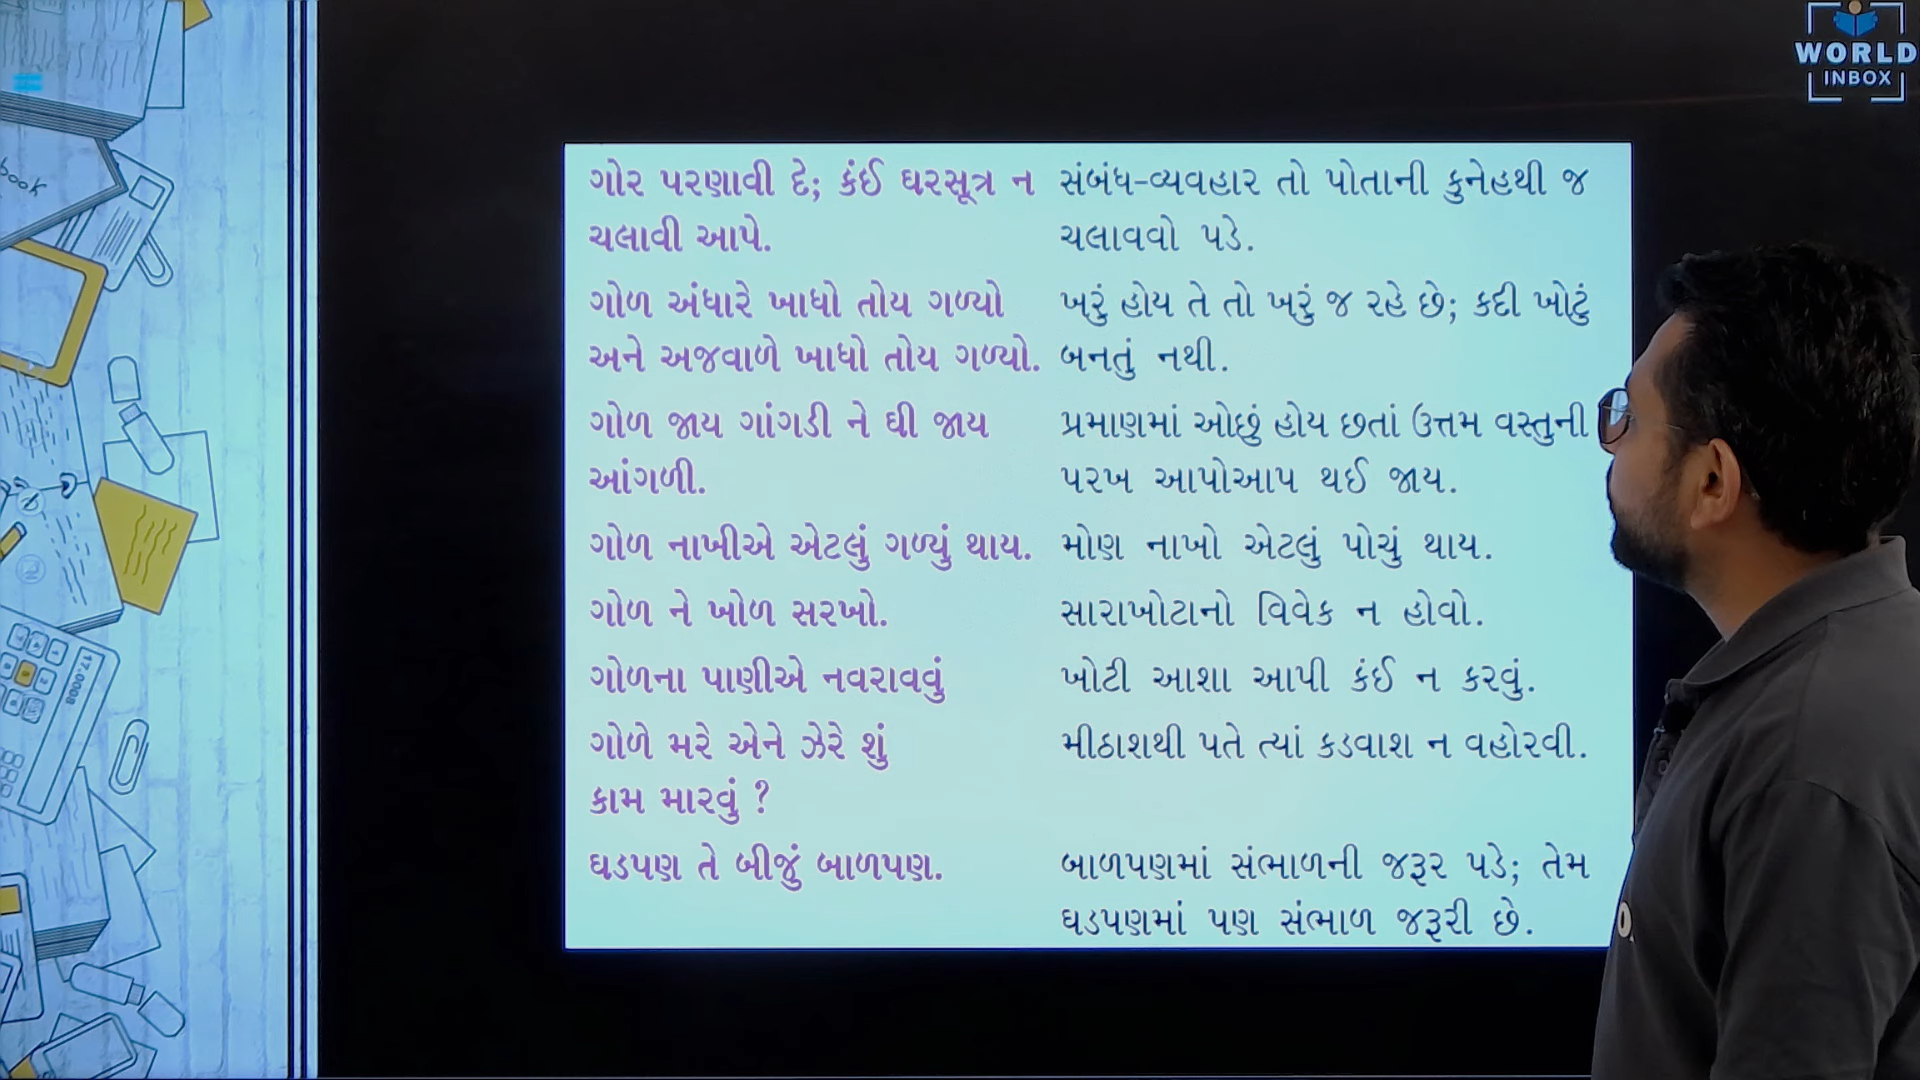 WORLD
INBOX
book
17.0008
ગોર પરણાવી દે; કંઈ ઘરસૂત્ર ન
ચલાવી આપે.
સંબંધ-વ્યવહાર તો પોતાની કુનેહથી જ
ચલાવવો પડે.
ગોળ અંધારે ખાધો તોય ગળ્યો
અને અજવાળે ખાધો તોય ગળ્યો.
ખરું હોય તે તો ખરું જ રહે છે; કદી ખોટું
બનતું નથી.
ગોળ જાય ગાંગડી ને ઘી જાય
આંગળી.
પ્રમાણમાં ઓછું હોય છતાં ઉત્તમ વસ્તુની
પરખ આપોઆપ થઈ જાય.
ગોળ નાખીએ એટલું ગળ્યું થાય.
મોણ નાખો એટલું પોચું થાય.
ગોળ ને ખોળ સરખો.
સારાખોટાનો વિવેક ન હોવો.
ગોળના પાણીએ નવરાવવું
ખોટી આશા આપી કંઈ ન કરવું.
ગોળે મરે એને ઝેરે શું
કામ મારવું ?
મીઠાશથી પતે ત્યાં કડવાશ ન વહોરવી.
ઘડપણ તે બીજું બાળપણ.
બાળપણમાં સંભાળની જરૂર પડે; તેમ
ઘડપણમાં પણ સંભાળ જરૂરી છે.